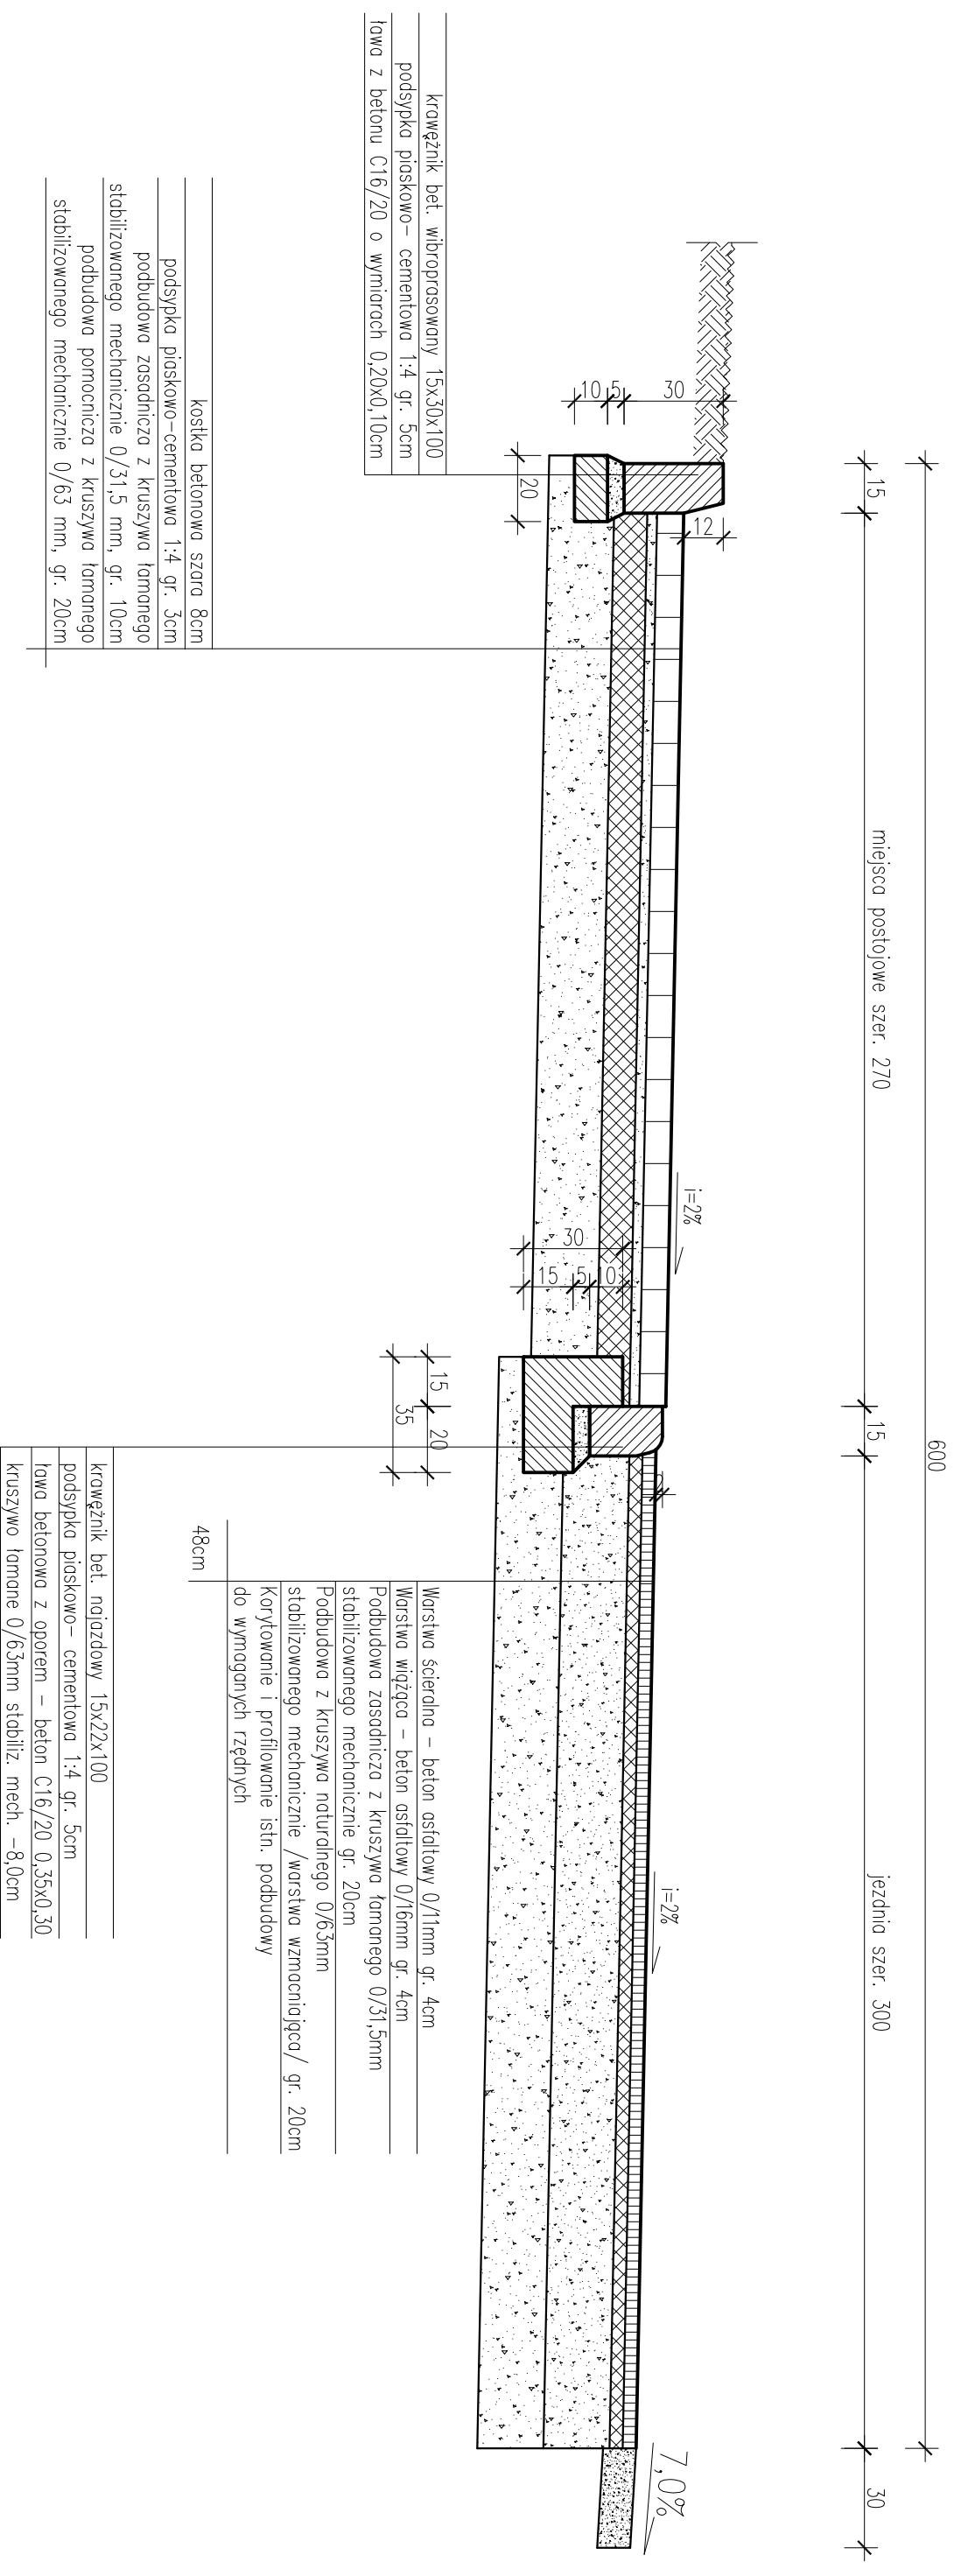 600
15
miejsca postojowe szer. 270
15
jezdnia szer. 300
30
30
5
10
12
20
i=2%
i=2%
7,0%
30
10
5
15
2
15
20
35
krawężnik bet. wibroprasowany 15x30x100
podsypka piaskowo- cementowa 1:4 gr. 5cm
ława z betonu C16/20 o wymiarach 0,20x0,10cm
kostka betonowa szara 8cm
podsypka piaskowo-cementowa 1:4 gr. 3cm
podbudowa zasadnicza z kruszywa łamanego
stabilizowanego mechanicznie 0/31,5 mm, gr. 10cm
podbudowa pomocnicza z kruszywa łamanego
stabilizowanego mechanicznie 0/63 mm, gr. 20cm
Warstwa ścieralna - beton asfaltowy 0/11mm gr. 4cm
Warstwa wiążąca - beton asfaltowy 0/16mm gr. 4cm
Podbudowa zasadnicza z kruszywa łamanego 0/31,5mm
stabilizowanego mechanicznie gr. 20cm
Podbudowa z kruszywa naturalnego 0/63mm
stabilizowanego mechanicznie /warstwa wzmacniająca/ gr. 20cm
Korytowanie i profilowanie istn. podbudowy
do wymaganych rzędnych
48cm
krawężnik bet. najazdowy 15x22x100
podsypka piaskowo- cementowa 1:4 gr. 5cm
ława betonowa z oporem - beton C16/20 0,35x0,30
kruszywo łamane 0/63mm stabiliz. mech. -8,0cm